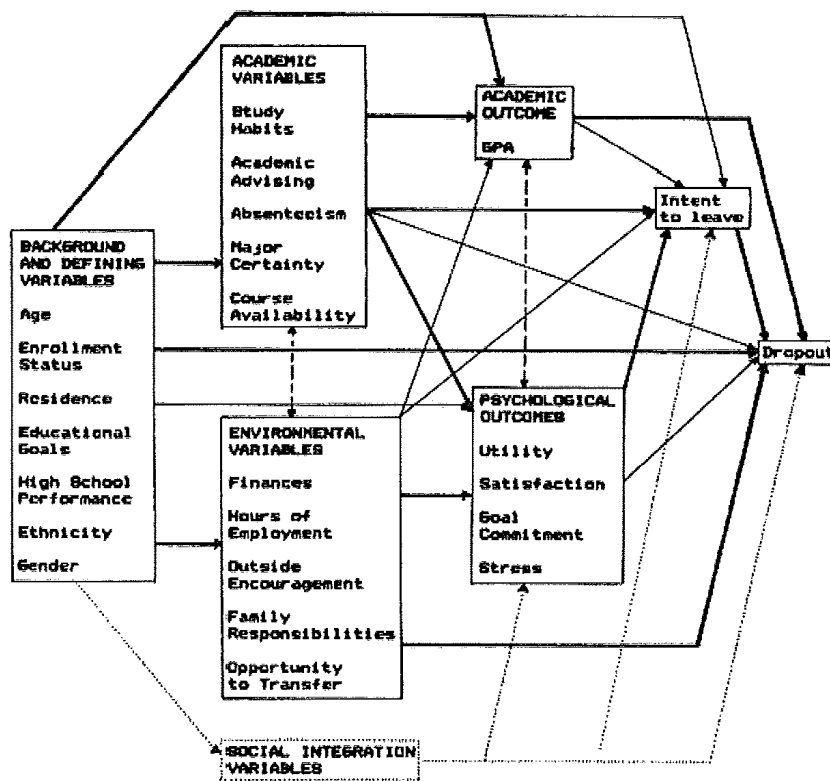 ACADEMIC
VARIABLES
Study
Habits
Academic
Advising
Absenteeism
Major
Certainty
Course
Availability
ACADEMIC
OUTCOME
GPA
Intent
to leave
BACKGROUND
AND DEFINING
VARIABLES
Age
Enrollment
Status
Residence
Educational
Goals
High School
Performance
Ethnicity
Gender
Dropout
ENVIRONMENTAL
VARIABLES
Finances
Hours of
Employment
Outside
Encouragement
Family
Responsibilities
Opportunity
to Transfer
PSYCHOLOGICAL
OUTCOMES
Utility
Satisfaction
Goal
Commitment
Stress
SOCIAL INTEGRATION
VARIABLES